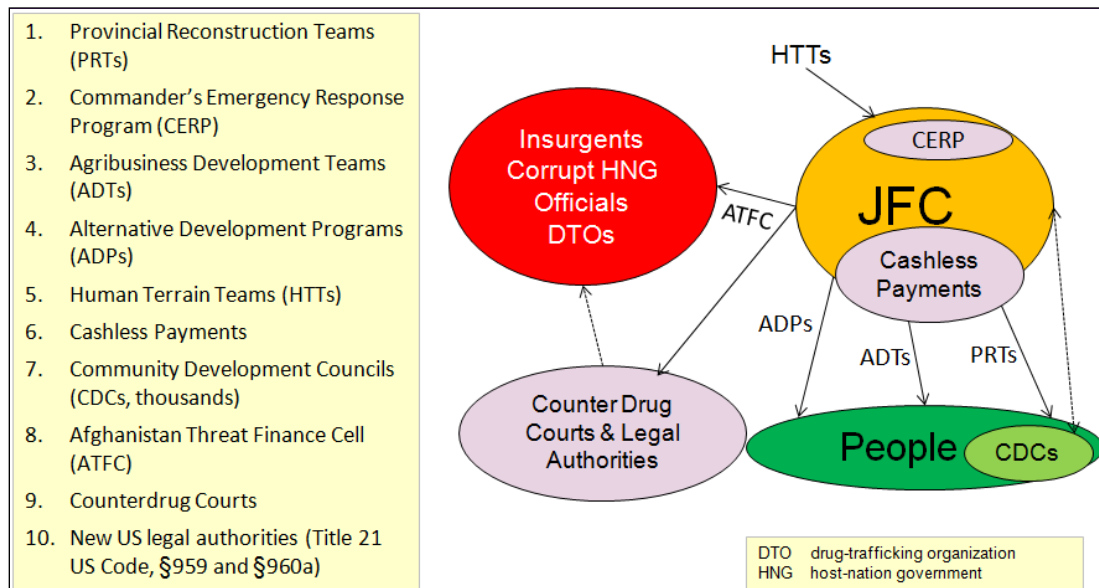 1. Provincial Reconstruction Teams
(PRTs)
2. Commander's Emergency Response
Program (CERP)
3. Agribusiness Development Teams
(ADTs)
4. Alternative Development Programs
(ADPs)
5. Human Terrain Teams (HTTs)
6. Cashless Payments
7. Community Development Councils
(CDCs, thousands)
8. Afghanistan Threat Finance Cell
(ATFC)
9. Counterdrug Courts
10. New US legal authorities (Title 21
US Code, §959 and §960a)
HTTs
CERP
JFC
Cashless
Payments
Insurgents
Corrupt HNG
Officials
DTOs
ATFC
ADPs
ADTs
PRTs
Counter Drug
Courts & Legal
Authorities
People
CDCs
DTO drug-trafficking organization
HNG host-nation government